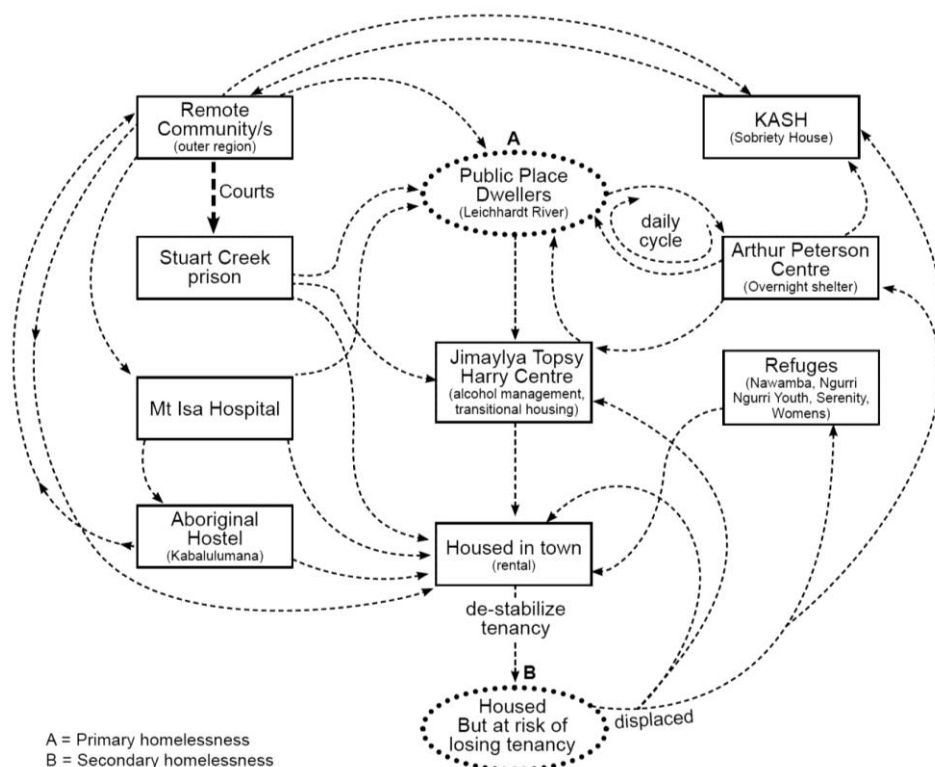 Remote
Community/s
(outer region)
KASH
(Sobriety House)
A
Public Place
Dwellers
(Leichhardt River)
Courts
daily
cycle
Stuart Creek
prison
Arthur Peterson
Centre
(Overnight shelter)
Jimaylya Topsy
Harry Centre
(alcohol management,
transitional housing)
Refuges
(Nawamba, Ngurri
Ngurri Youth, Serenity,
Womens)
Mt Isa Hospital
Aboriginal
Hostel
(Kabalulumana)
Housed in town
(rental)
de-stabilize
tenancy
B
Housed
But at risk of
losing tenancy
displaced
A = Primary homelessness
B = Secondary homelessness